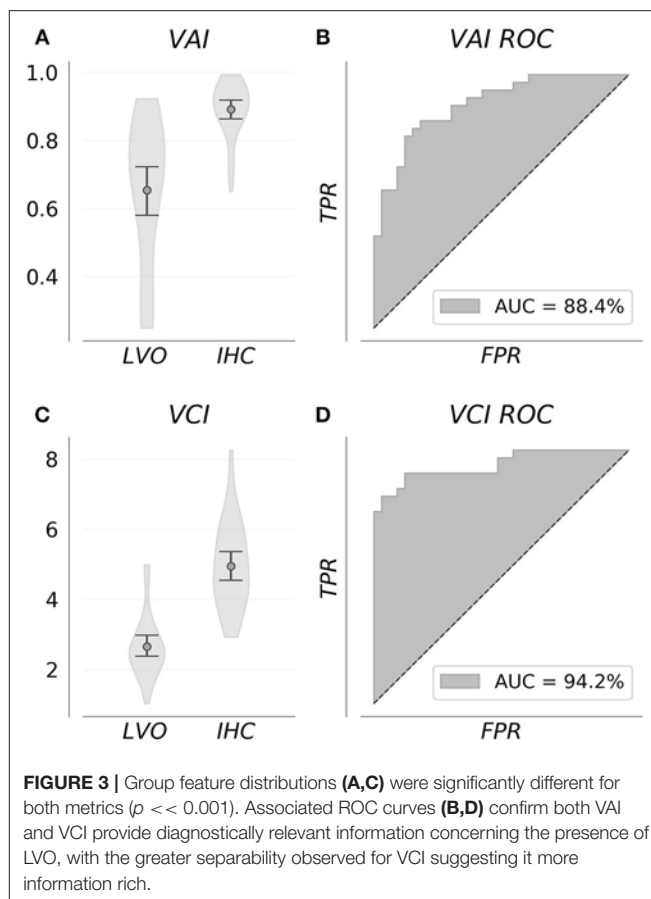 A
VAI
B
VAI ROC
1.0
0.8
0.6
0.4
TPR
AUC = 88.4%
LVO
IHC
FPR
C
VCI
D
VCI ROC
8
6
4
2
TPR
AUC = 94.2%
LVO
IHC
FPR
FIGURE 3 | Group feature distributions (A,C) were significantly different for
both metrics (p << 0.001). Associated ROC curves (B,D) confirm both VAI
and VCI provide diagnostically relevant information concerning the presence of
LVO, with the greater separability observed for VCI suggesting it more
information rich.